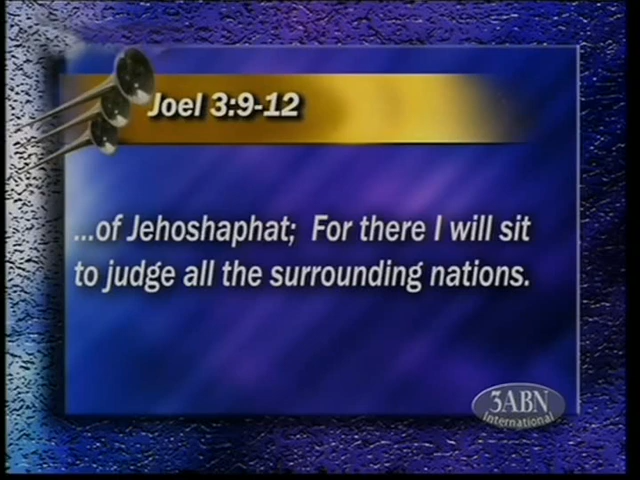 Joel 3:9-12
...of Jehoshaphat;  For there I will sit
to judge all the surrounding nations.
3ABN
International